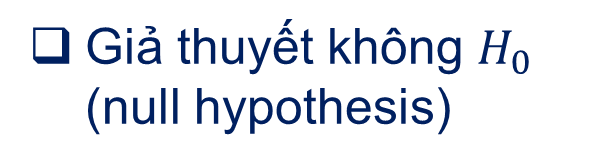 ❑ Giả thuyết không H₀
(null hypothesis)